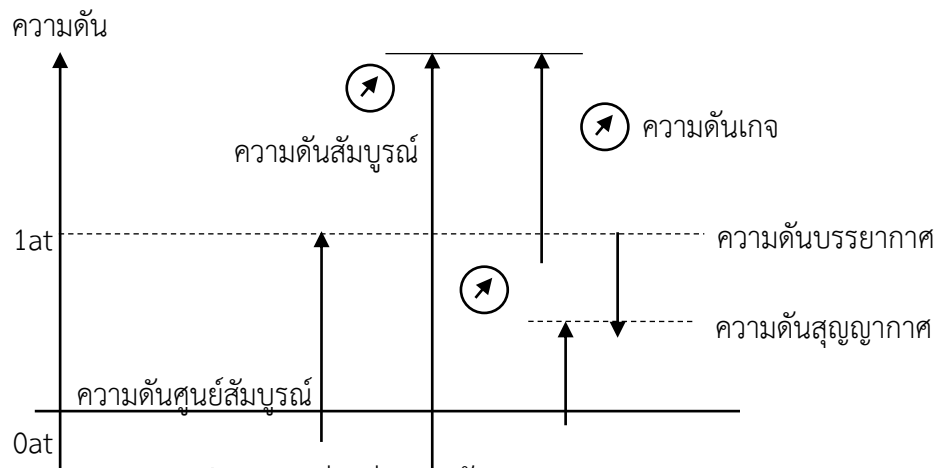 ความดัน
ความดันเกจ
ความดันสัมบูรณ์
1at
ความดันบรรยากาศ
ความดันสุญญากาศ
ความดันศูนย์สัมบูรณ์
0at